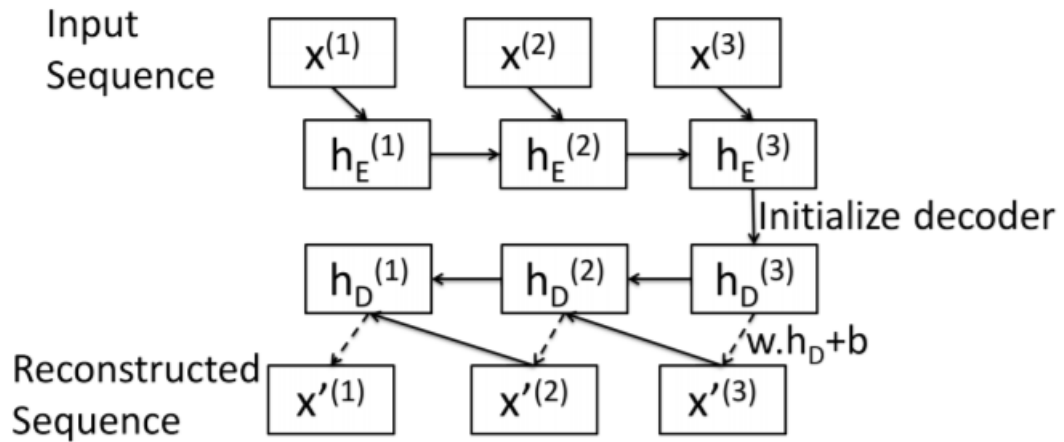 Input
Sequence
x(1) x(2) x(3)
hE(1) hE(2) hE(3)
Initialize decoder
hD(1) hD(2) hD(3)
w.hD+b
Reconstructed
Sequence
x'(1) x'(2) x'(3)